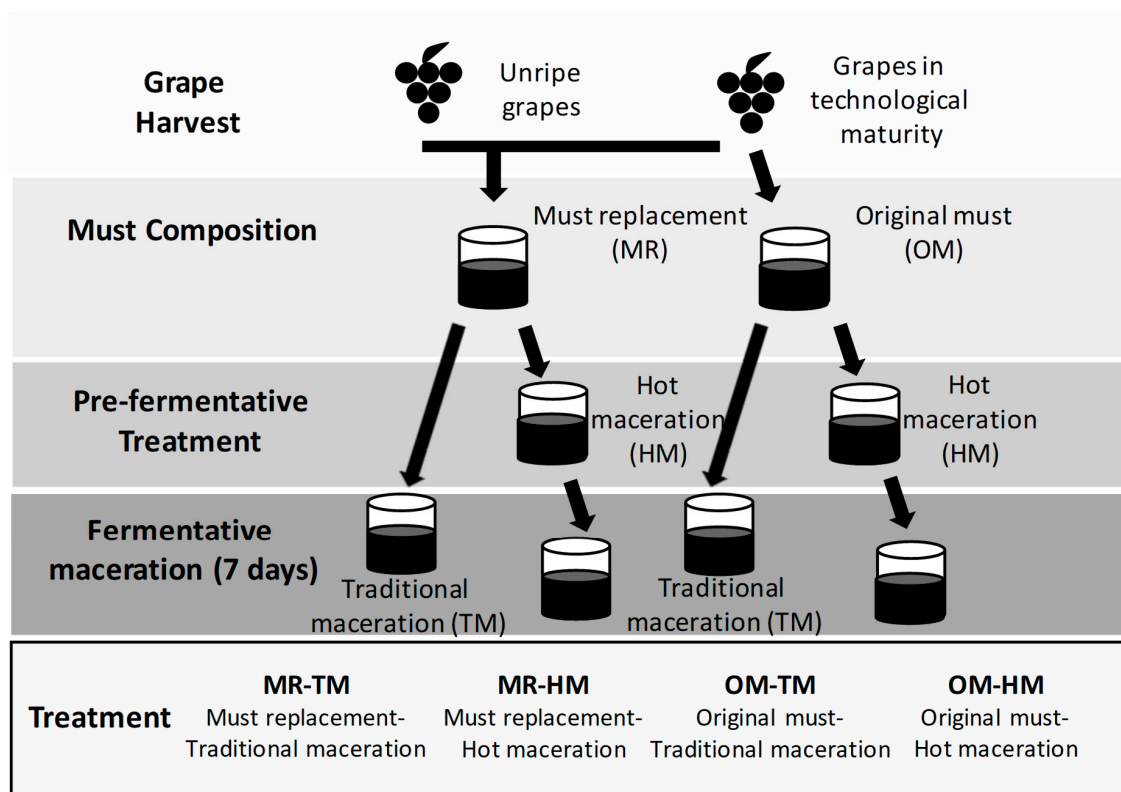 Grape
Harvest
Unripe
grapes
Grapes in
technological
maturity
Must Composition
Must replacement
(MR)
Original must
(OM)
Pre-fermentative
Treatment
Hot
maceration
(HM)
Hot
maceration
(HM)
Fermentative
maceration (7 days)
Traditional
maceration (TM)
Traditional
maceration (TM)
Treatment
MR-TM
Must replacement-
Traditional maceration
MR-HM
Must replacement-
Hot maceration
OM-TM
Original must-
Traditional maceration
OM-HM
Original must-
Hot maceration